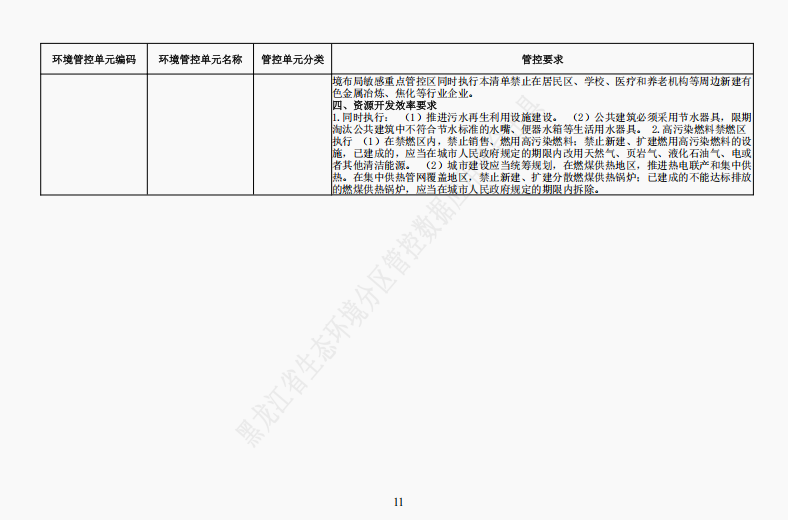 环境管控单元编码 环境管控单元名称 管控单元分类 管控要求
境布局敏感重点管控区同时执行本清单禁止在居民区、学校、医疗和养老机构等周边新建有
色金属冶炼、焦化等行业企业。
四、资源开发效率要求
1.同时执行： （1）推进污水再生利用设施建设。 （2）公共建筑必须采用节水器具，限期
淘汰公共建筑中不符合节水标准的水嘴、便器水箱等生活用水器具。 2.高污染燃料禁燃区
执行 （1）在禁燃区内，禁止销售、燃用高污染燃料；禁止新建、扩建燃用高污染燃料的设
施，已建成的，应当在城市人民政府规定的期限内改用天然气、页岩气、液化石油气、电或
者其他清洁能源。 （2）城市建设应当统筹规划，在燃煤供热地区，推进热电联产和集中供
热。在集中供热管网覆盖地区，禁止新建、扩建分散燃煤供热锅炉；已建成的不能达标排放
的燃煤供热锅炉，应当在城市人民政府规定的期限内拆除。
黑龙江省生态环境分区管控数据应
县
11